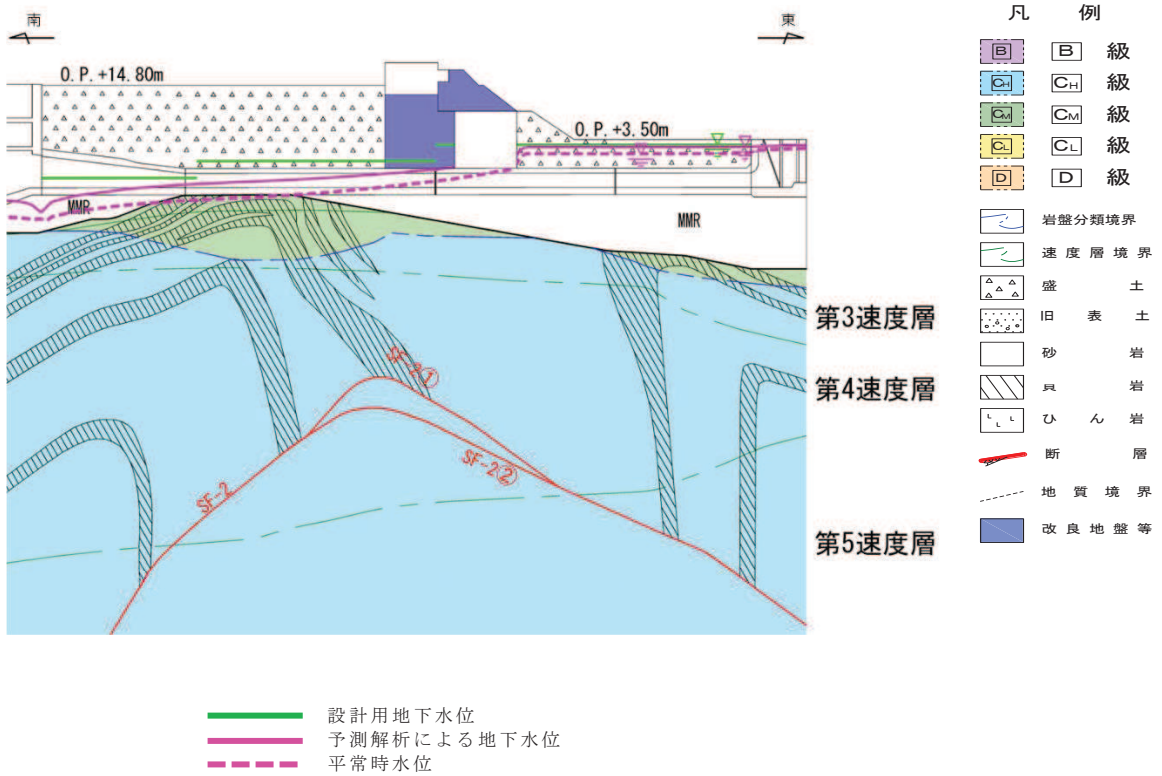 南
東
O.P.+14.80m
O.P.+3.50m
MMR
MMR
第3速度層
第4速度層
第5速度層
SF-2①
SF-2②
SF-2
凡 例
B B 級
CH CH 級
CM CM 級
CL CL 級
D D 級
岩盤分類境界
速度層境界
盛 土
旧 表 土
砂 岩
頁 岩
ひ ん 岩
断 層
地 質 境 界
改 良 地 盤 等
設計用地下水位
予測解析による地下水位
平常時水位